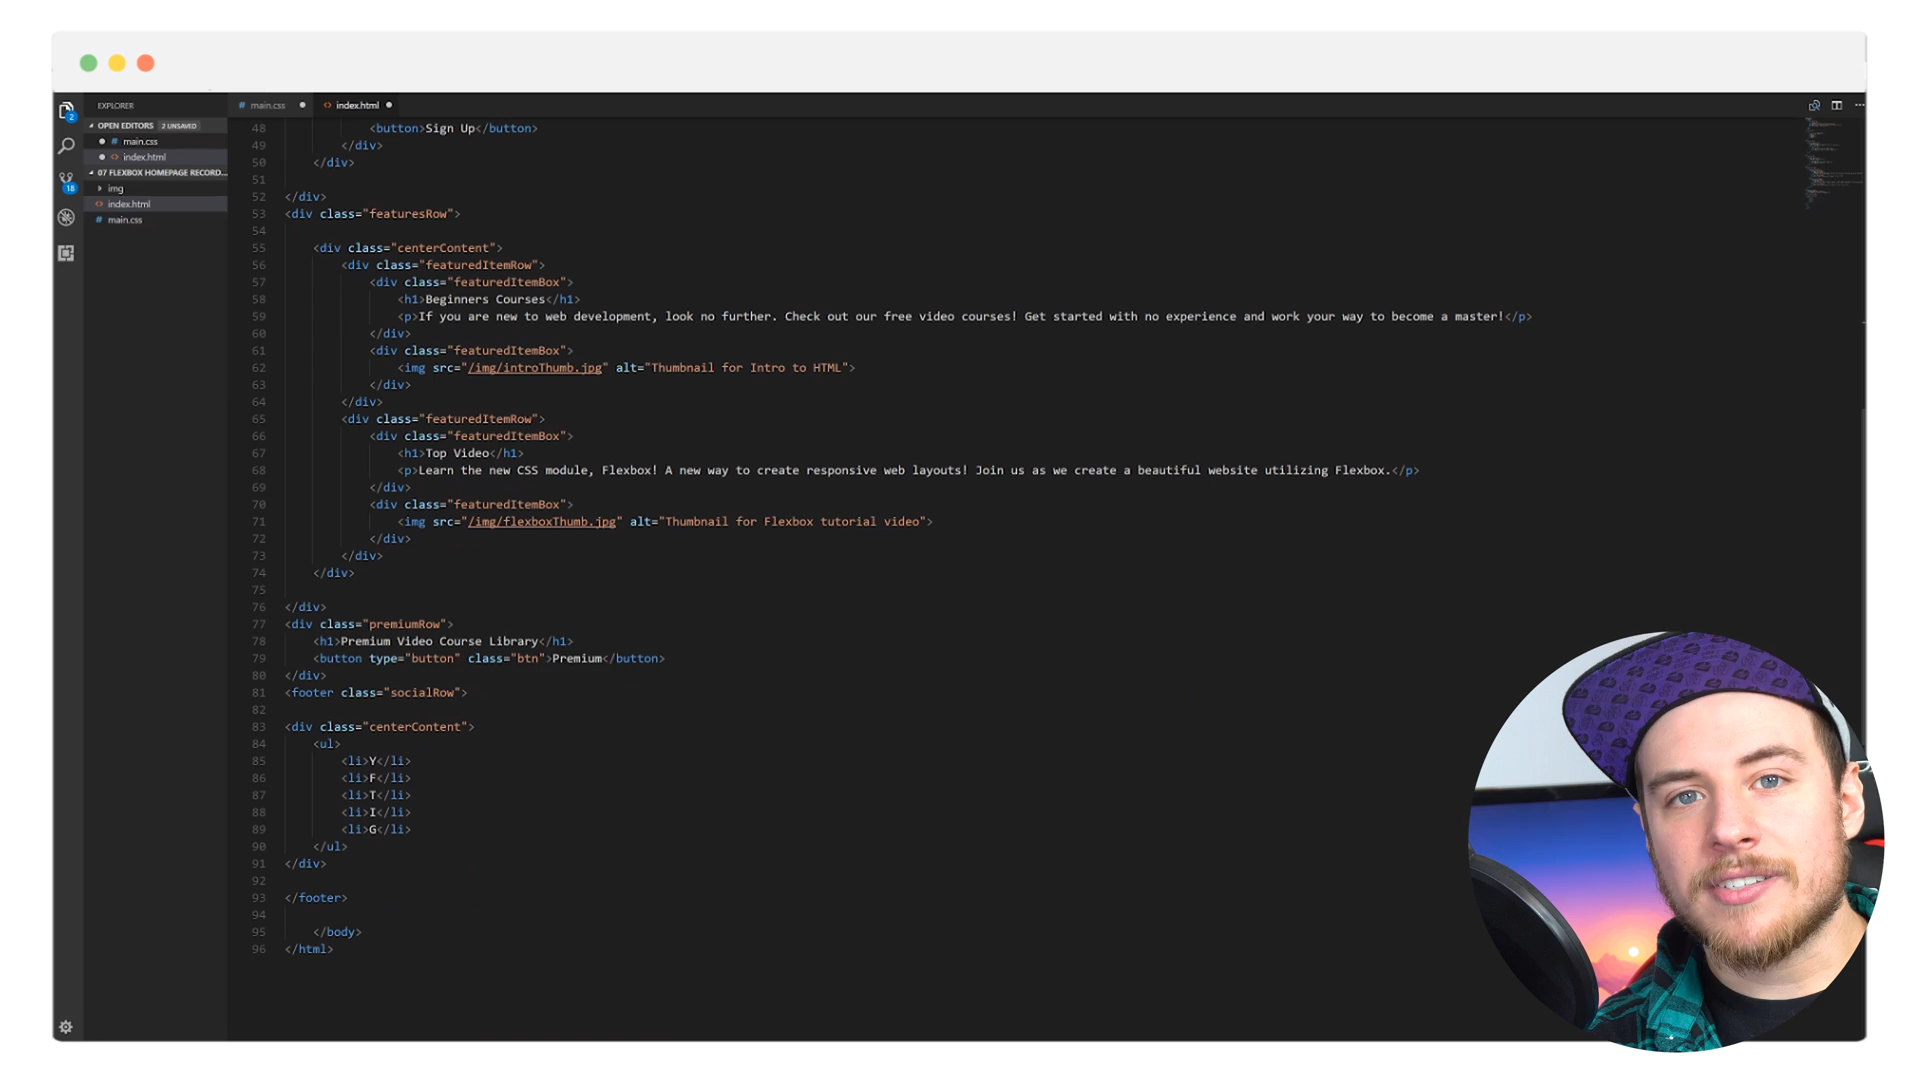 EXPLORER
OPEN EDITORS 2 UNSAVED
# main.css
<> index.html
07 FLEXBOX HOMEPAGE RECORD...
img
<> index.html
# main.css
2
18
# main.css
<> index.html
48 <button>Sign Up</button>
49 </div>
50 </div>
51
52 </div>
53 <div class="featuresRow">
54
55 <div class="centerContent">
56 <div class="featuredItemRow">
57 <div class="featuredItemBox">
58 <h1>Beginners Courses</h1>
59 <p>If you are new to web development, look no further. Check out our free video courses! Get started with no experience and work your way to become a master!</p>
60 </div>
61 <div class="featuredItemBox">
62 <img src="/img/introThumb.jpg" alt="Thumbnail for Intro to HTML">
63 </div>
64 </div>
65 <div class="featuredItemRow">
66 <div class="featuredItemBox">
67 <h1>Top Video</h1>
68 <p>Learn the new CSS module, Flexbox! A new way to create responsive web layouts! Join us as we create a beautiful website utilizing Flexbox.</p>
69 </div>
70 <div class="featuredItemBox">
71 <img src="/img/flexboxThumb.jpg" alt="Thumbnail for Flexbox tutorial video">
72 </div>
73 </div>
74 </div>
75
76 </div>
77 <div class="premiumRow">
78 <h1>Premium Video Course Library</h1>
79 <button type="button" class="btn">Premium</button>
80 </div>
81 <footer class="socialRow">
82
83 <div class="centerContent">
84 <ul>
85 <li>Y</li>
86 <li>F</li>
87 <li>T</li>
88 <li>I</li>
89 <li>G</li>
90 </ul>
91 </div>
92
93 </footer>
94
95 </body>
96 </html>